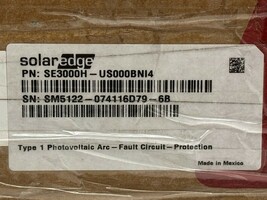 solaredge
PN: SE3000H-US000BNI4
SN: SM5122-074116D79-6B
Type 1 Photovoltaic Arc-Fault Circuit-Protection
Made in Mexico